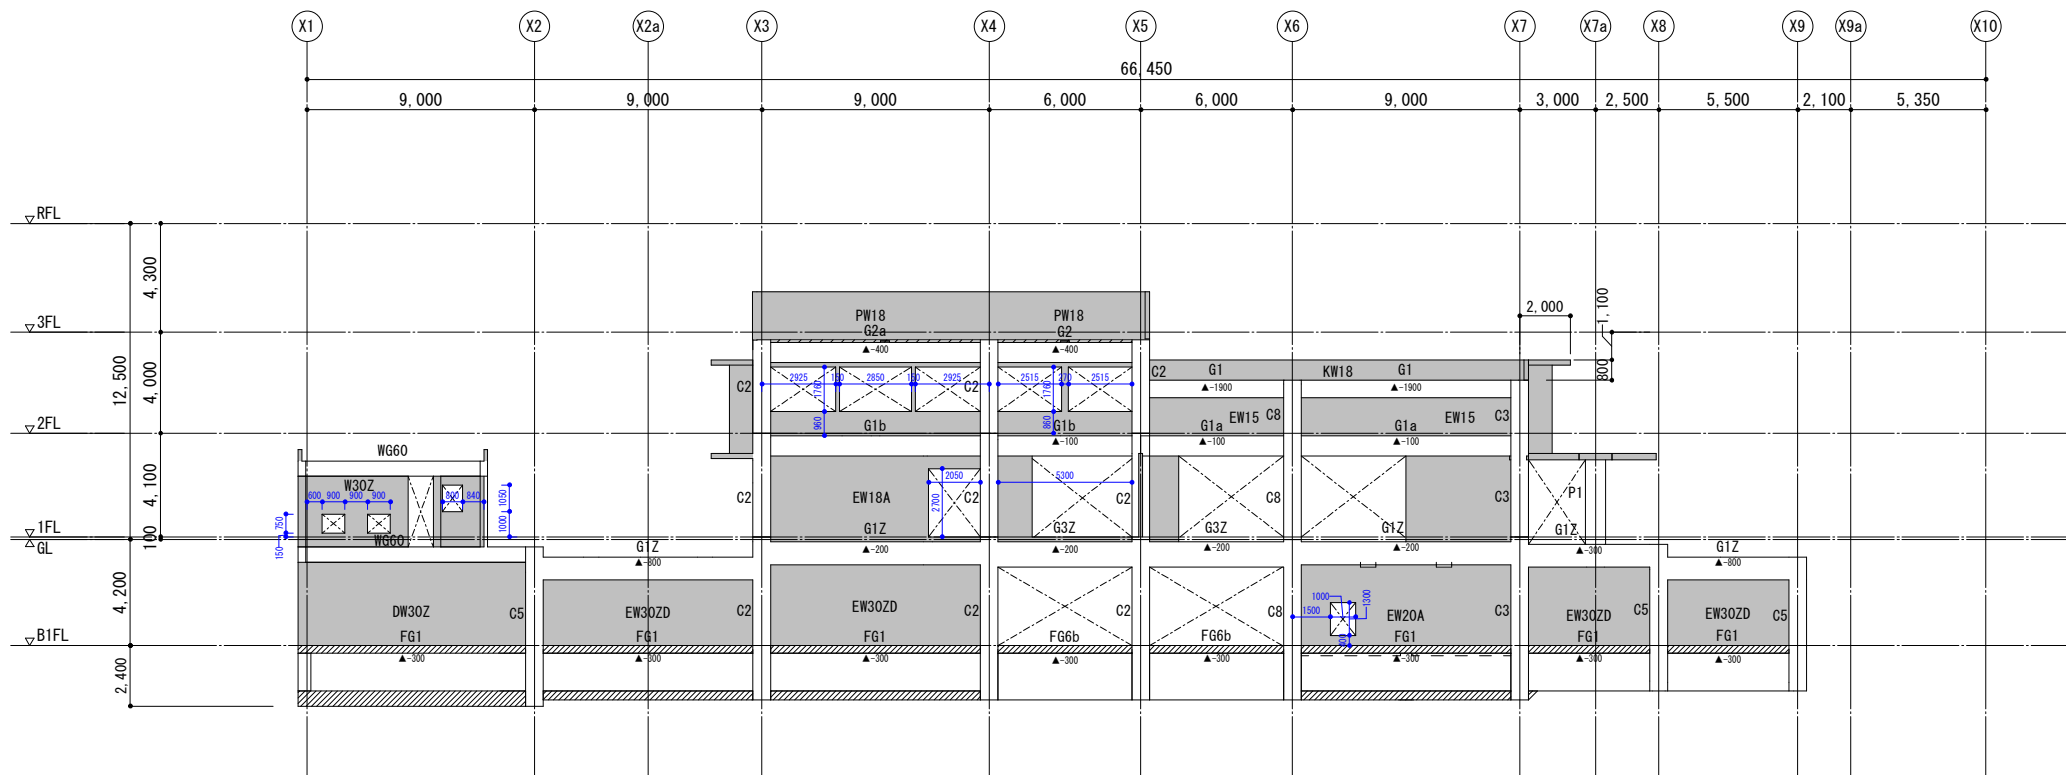 X1 X2 X2a X3 X4 X5 X6 X7 X7a X8 X9 X9a X10
66,450
9,000 9,000 9,000 6,000 6,000 9,000 3,000 2,500 5,500 2,100 5,350
RFL
4,300
3FL
12,500
4,000
2FL
4,100
1FL
100
GL
4,200
B1FL
2,400
PW18 PW18
G2a G2
▲-400 ▲-400
2,000
1,100
800
C2 2925 150 2850 150 2925 C2 2515 270 2515 C2 G1 KW18 G1
1760 1760 ▲-1900 ▲-1900
960 860
G1b G1b G1a EW15 C8 G1a EW15 C3
▲-100 ▲-100 ▲-100
WG60
W30Z
600 900 900 900 800 840
1050
1000
750
150
WG60
C2 EW18A 2050 C2 5300 C2 C8 C3 P1
2700
G1Z G1Z G3Z G3Z G1Z G1Z G1Z
▲-800 ▲-200 ▲-200 ▲-200 ▲-200 ▲-300 ▲-800
DW30Z C5 EW30ZD C2 EW30ZD C2 C2 C8 1500 1000 1300 EW20A C3 EW30ZD C5 EW30ZD C5
FG1 FG1 FG1 FG6b FG6b FG1 FG1 FG1
▲-300 ▲-300 ▲-300 ▲-300 ▲-300 ▲-300 ▲-300 ▲-300